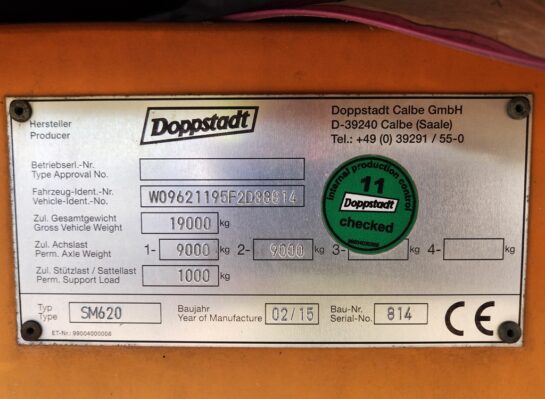 Hersteller
Producer
Doppstadt
Doppstadt Calbe GmbH
D-39240 Calbe (Saale)
Tel.: +49 (0) 39291 / 55-0
Betriebserl.-Nr.
Type Approval No.
Fahrzeug-Ident.-Nr.
Vehicle-Ident.-No.
Zul. Gesamtgewicht
Gross Vehicle Weight
19000 kg
Zul. Achslast
Perm. Axle Weight
1- 9000 kg 2- 9000 kg 3- kg 4- kg
Zul. Stützlast / Sattellast
Perm. Support Load
1000 kg
internal production control
11
Doppstadt
checked
Typ
Type
SM620
Baujahr
Year of Manufacture
02/15
Bau-Nr.
Serial-No.
814
CE
ET-Nr.: 99004000008